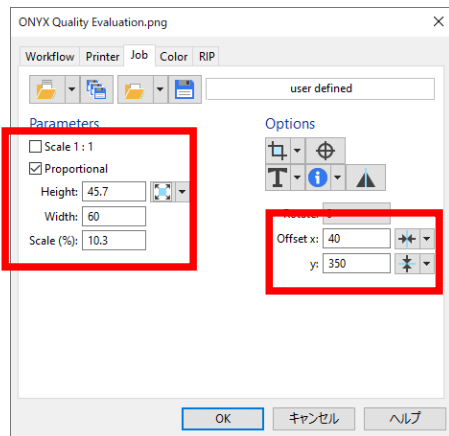 ONYX Quality Evaluation.png
Workflow Printer Job Color RIP
user defined
Parameters
Options
Scale 1 : 1
Proportional
Height: 45.7
Width: 60
Scale (%): 10.3
Offset x: 40
y: 350
OK キャンセル ヘルプ